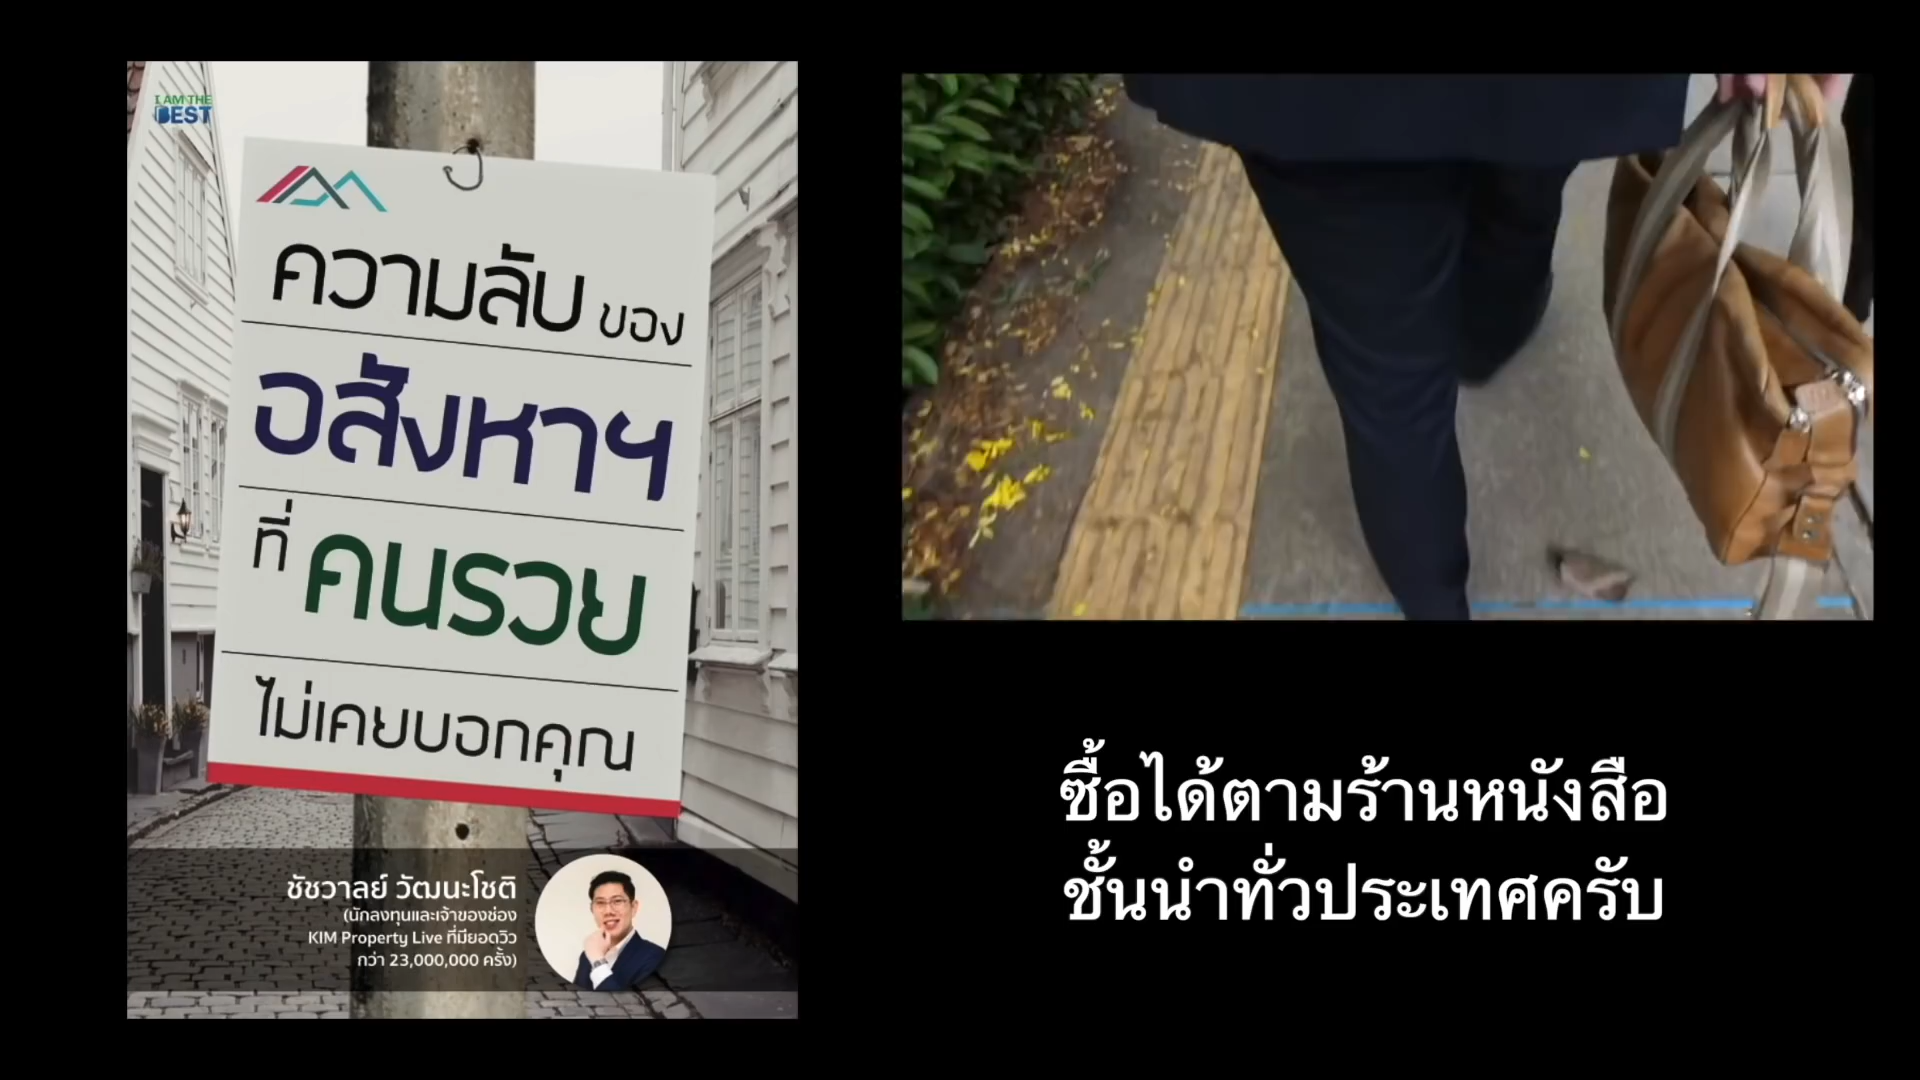 I AM THE
BEST
ความลับ ของ
อสังหาฯ
ที่ คนรวย
ไม่เคยบอกคุณ
ชัชวาลย์ วัฒนะโชติ
(นักลงทุนและเจ้าของช่อง
KIM Property Live ที่มียอดวิว
กว่า 23,000,000 ครั้ง)
ซื้อได้ตามร้านหนังสือ
ชั้นนำทั่วประเทศครับ